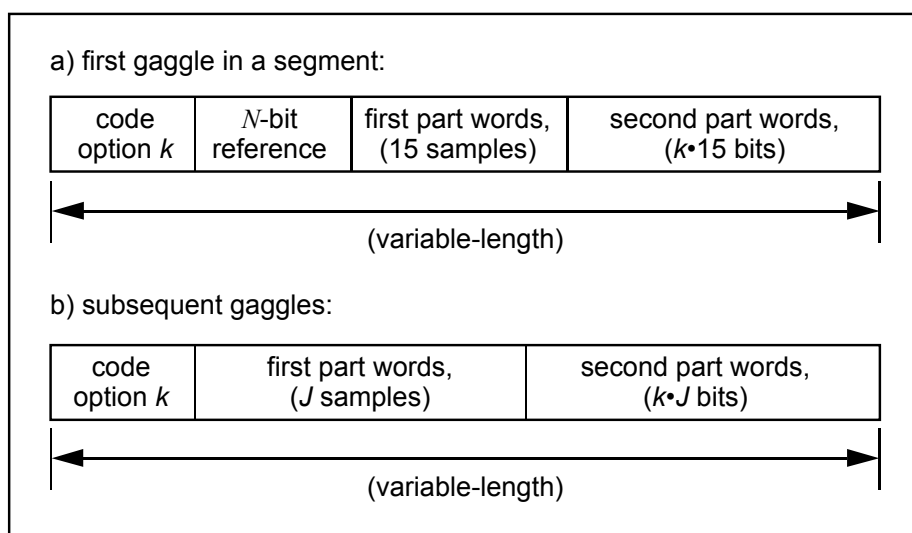 a) first gaggle in a segment:
code option k
N-bit reference
first part words, (15 samples)
second part words, (k•15 bits)
(variable-length)
b) subsequent gaggles:
code option k
first part words, (J samples)
second part words, (k•J bits)
(variable-length)